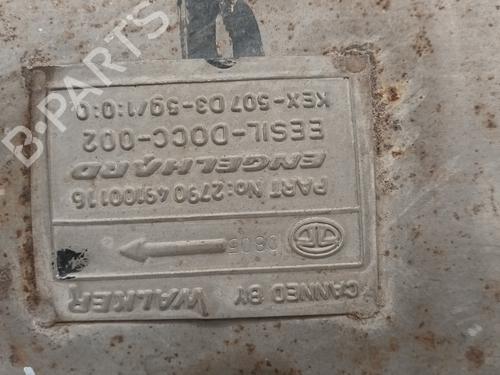 CANNED BY WALKER
0805
PART No: 2790 49100116
ENGELHARD
EESIL-DOCC-002
KEX-507 D3-5g/1:0:0
B-PARTS